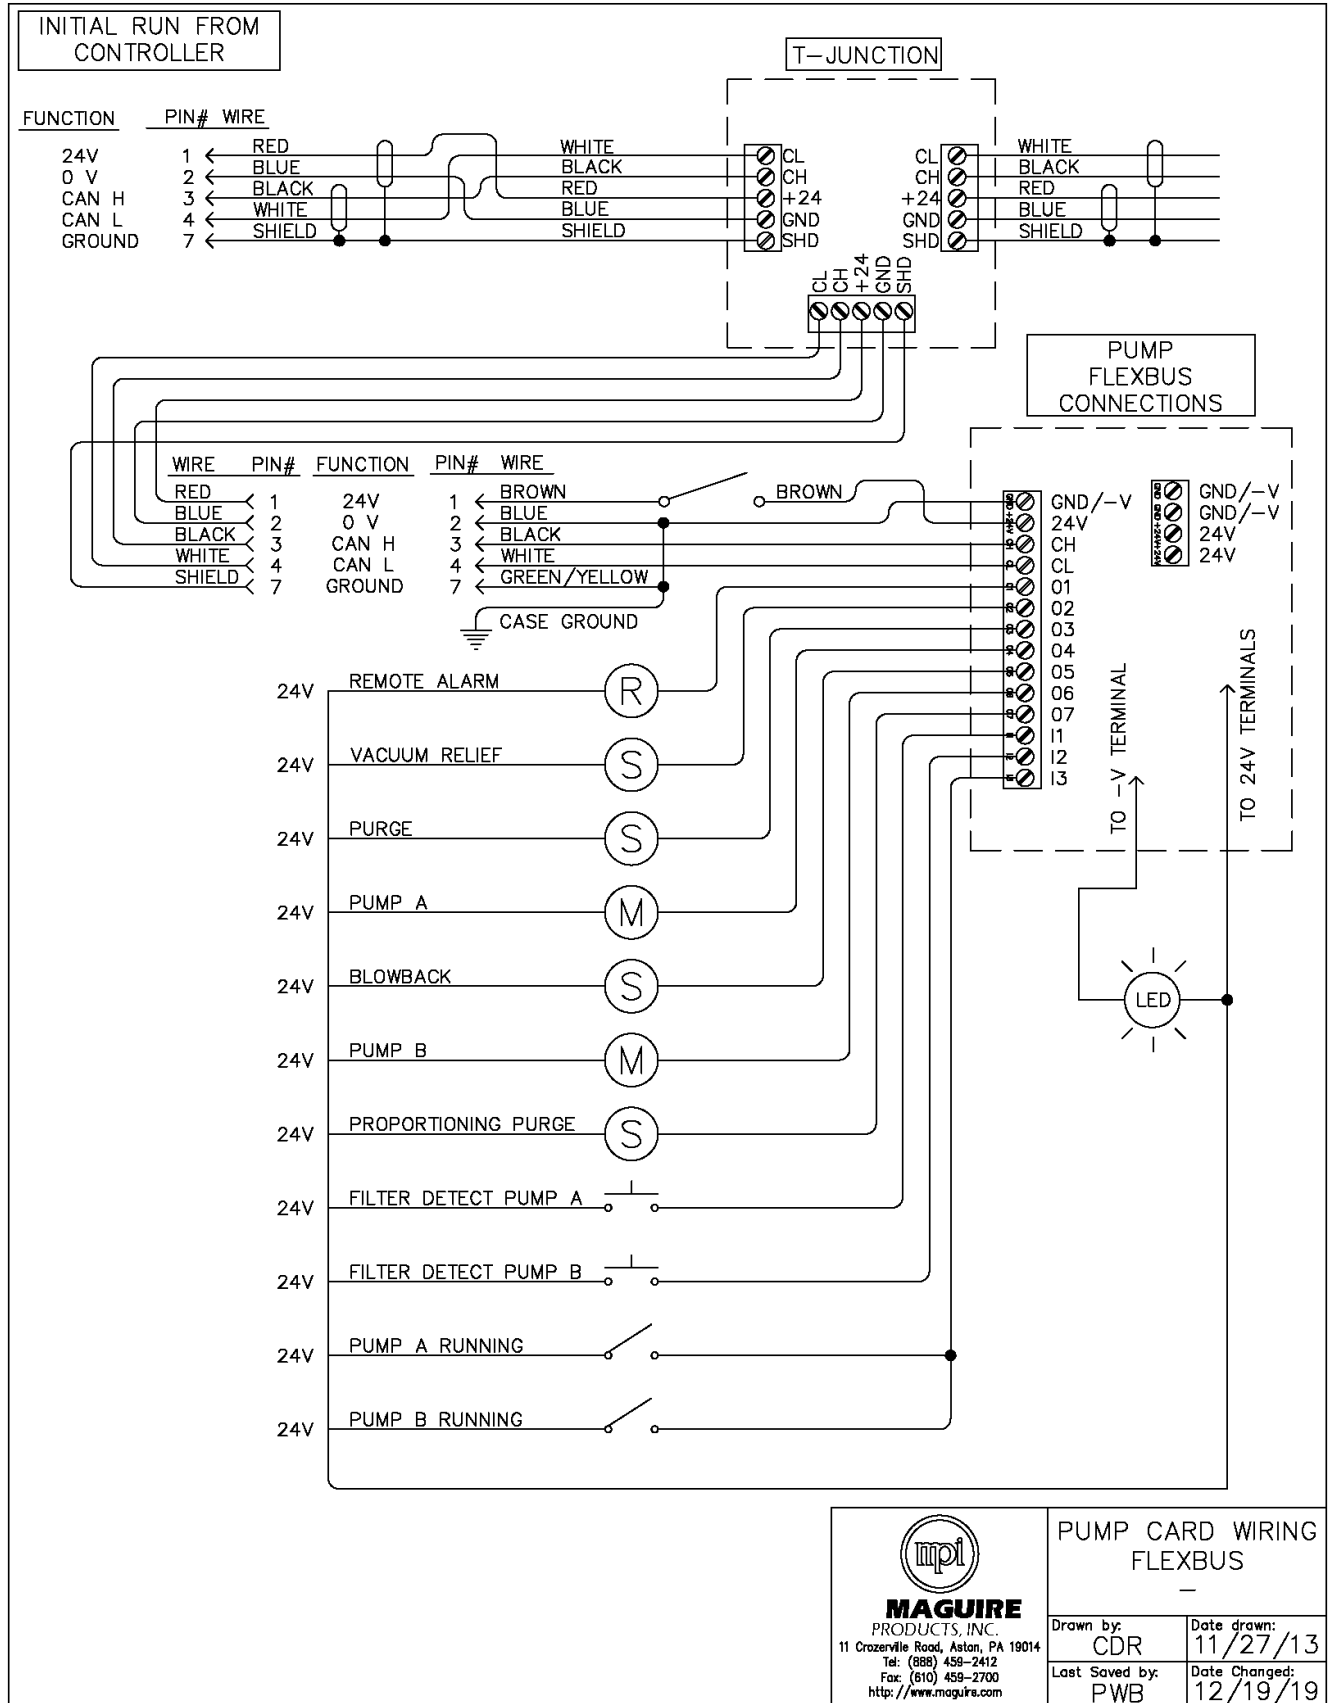 INITIAL RUN FROM
CONTROLLER
T-JUNCTION
FUNCTION PIN# WIRE
24V 1 RED WHITE CL CL WHITE
0 V 2 BLUE BLACK CH CH BLACK
CAN H 3 BLACK RED +24 +24 RED
CAN L 4 WHITE BLUE GND GND BLUE
GROUND 7 SHIELD SHIELD SHD SHD SHIELD
CL CH +24 GND SHD
PUMP
FLEXBUS
CONNECTIONS
WIRE PIN# FUNCTION PIN# WIRE
RED 1 24V 1 BROWN BROWN GND/-V
BLUE 2 0 V 2 BLUE 24V
BLACK 3 CAN H 3 BLACK CH
WHITE 4 CAN L 4 WHITE CL
SHIELD 7 GROUND 7 GREEN/YELLOW O1
CASE GROUND
O2
O3
O4
O5
O6
O7
I1
I2
I3
GND/-V
GND/-V
24V
24V
TO -V TERMINAL
TO 24V TERMINALS
24V REMOTE ALARM R
24V VACUUM RELIEF S
24V PURGE S
24V PUMP A M
24V BLOWBACK S
LED
24V PUMP B M
24V PROPORTIONING PURGE S
24V FILTER DETECT PUMP A
24V FILTER DETECT PUMP B
24V PUMP A RUNNING
24V PUMP B RUNNING
mpi
MAGUIRE
PRODUCTS, INC.
11 Crozerville Road, Aston, PA 19014
Tel: (888) 459-2412
Fax: (610) 459-2700
http://www.maguire.com
PUMP CARD WIRING
FLEXBUS
-
Drawn by: CDR
Date drawn: 11/27/13
Last Saved by: PWB
Date Changed: 12/19/19